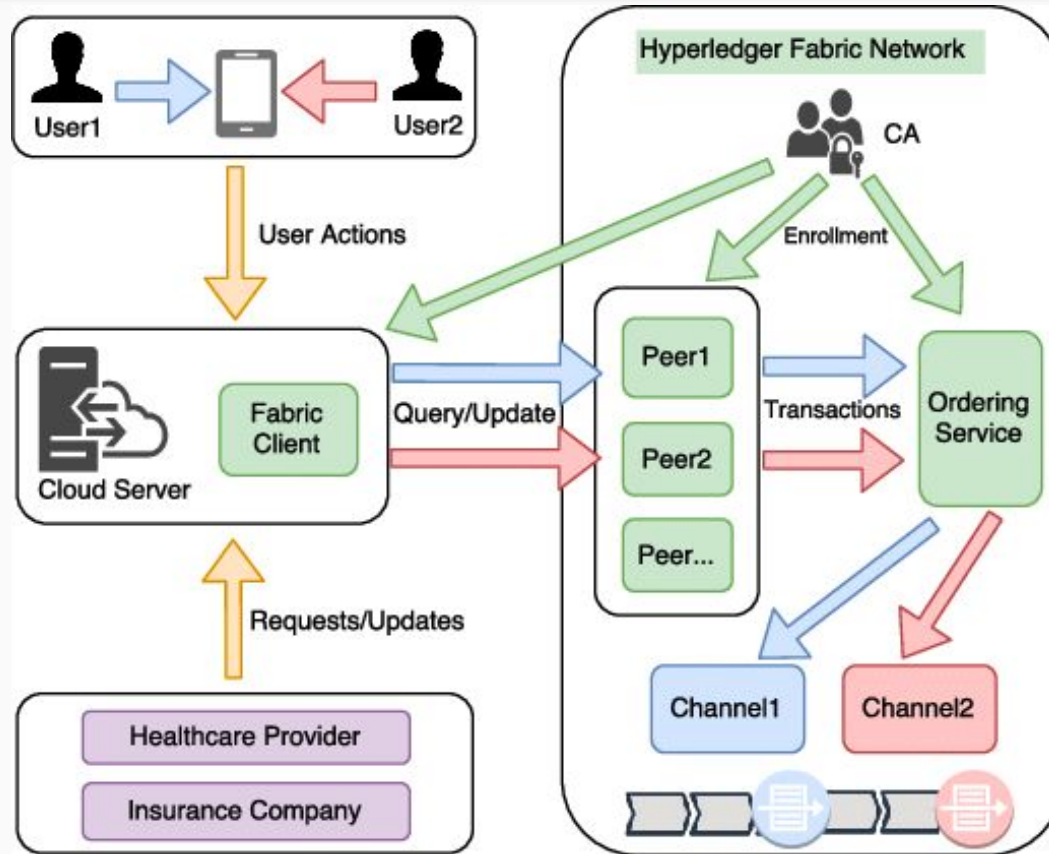 User1
User2
Hyperledger Fabric Network
CA
User Actions
Enrollment
Cloud Server
Fabric
Client
Query/Update
Peer1
Peer2
Peer...
Transactions
Ordering
Service
Requests/Updates
Healthcare Provider
Insurance Company
Channel1
Channel2